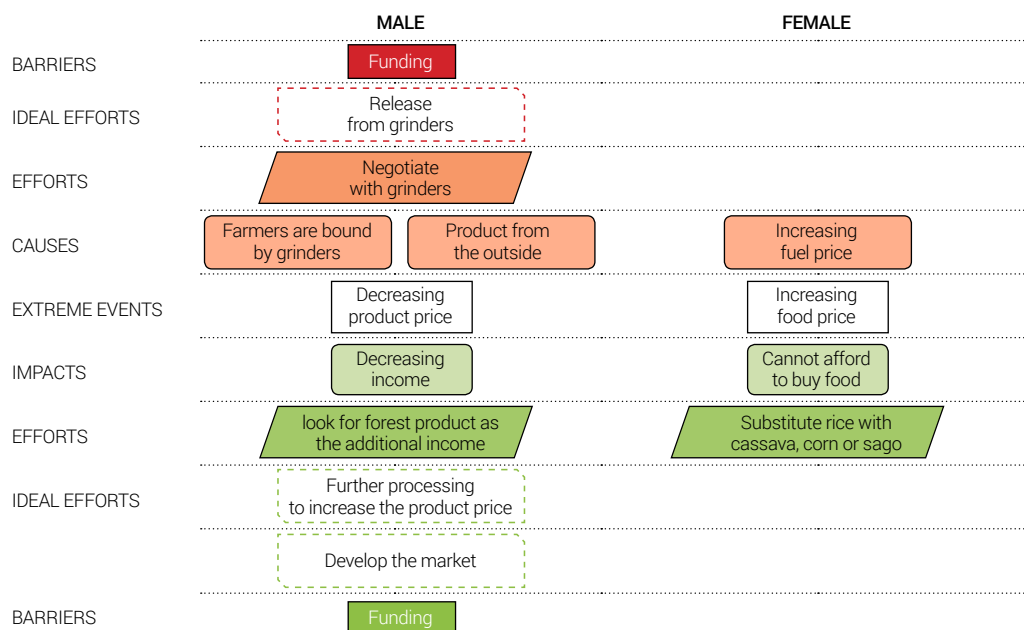 MALE FEMALE
BARRIERS
Funding
IDEAL EFFORTS
Release
from grinders
EFFORTS
Negotiate
with grinders
CAUSES
Farmers are bound
by grinders
Product from
the outside
Increasing
fuel price
EXTREME EVENTS
Decreasing
product price
Increasing
food price
IMPACTS
Decreasing
income
Cannot afford
to buy food
EFFORTS
look for forest product as
the additional income
Substitute rice with
cassava, corn or sago
IDEAL EFFORTS
Further processing
to increase the product price
Develop the market
BARRIERS
Funding